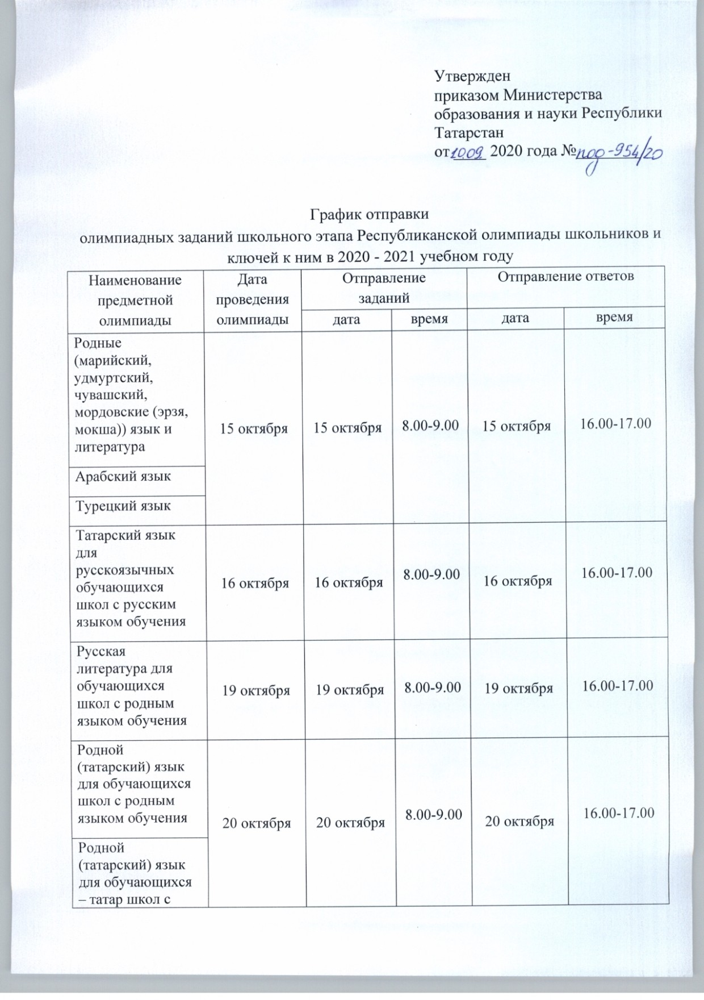 Утвержден
приказом Министерства
образования и науки Республики
Татарстан
от 10.09 2020 года № под-954/20
График отправки
олимпиадных заданий школьного этапа Республиканской олимпиады школьников и
ключей к ним в 2020 - 2021 учебном году
Наименование
предметной
олимпиады
Дата
проведения
олимпиады
Отправление
заданий
Отправление ответов
дата
время
дата
время
Родные
(марийский,
удмуртский,
чувашский,
мордовские (эрзя,
мокша)) язык и
литература
15 октября
15 октября
8.00-9.00
15 октября
16.00-17.00
Арабский язык
Турецкий язык
Татарский язык
для
русскоязычных
обучающихся
школ с русским
языком обучения
16 октября
16 октября
8.00-9.00
16 октября
16.00-17.00
Русская
литература для
обучающихся
школ с родным
языком обучения
19 октября
19 октября
8.00-9.00
19 октября
16.00-17.00
Родной
(татарский) язык
для обучающихся
школ с родным
языком обучения
20 октября
20 октября
8.00-9.00
20 октября
16.00-17.00
Родной
(татарский) язык
для обучающихся
– татар школ с